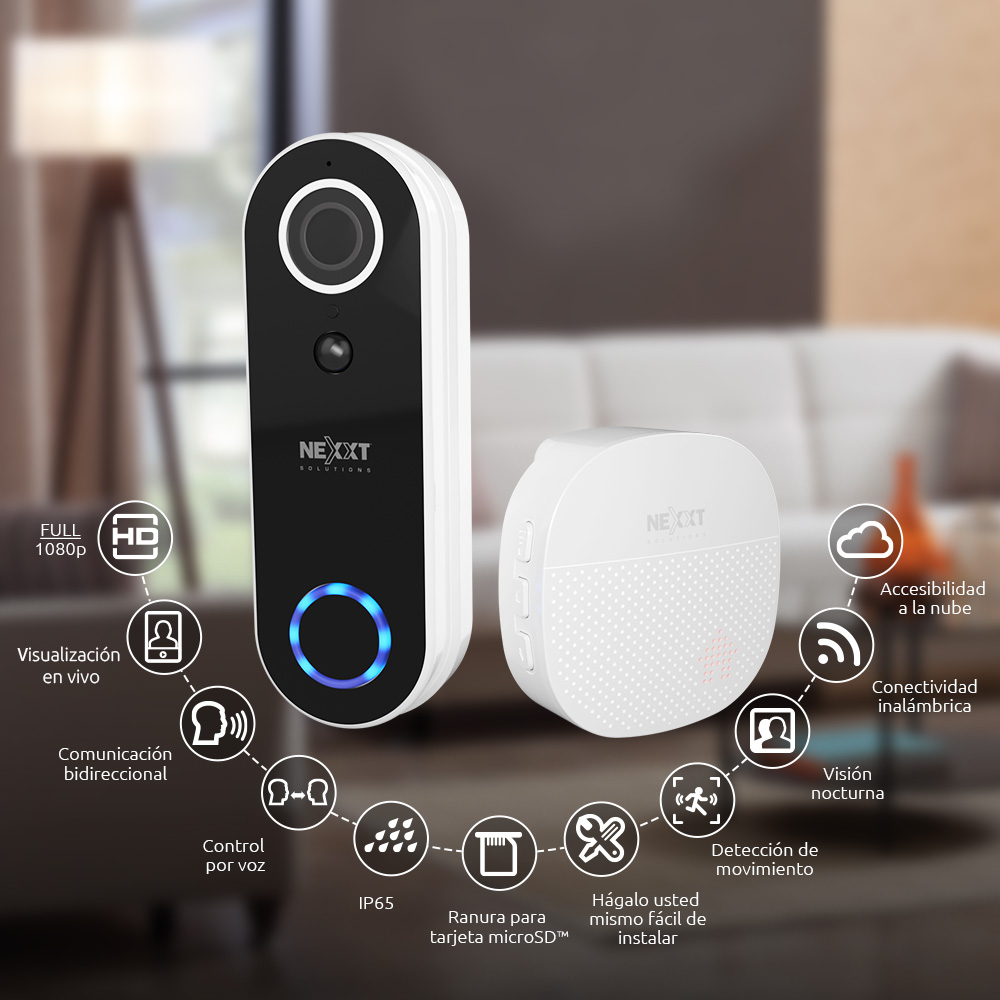 NEXXT
SOLUTIONS
NEXXT
SOLUTIONS
FULL
1080p
HD
Visualización
en vivo
Comunicación
bidireccional
Control
por voz
IP65
Ranura para
tarjeta microSD™
Hágalo usted
mismo fácil de
instalar
Detección de
movimiento
Visión
nocturna
Conectividad
inalámbrica
Accesibilidad
a la nube